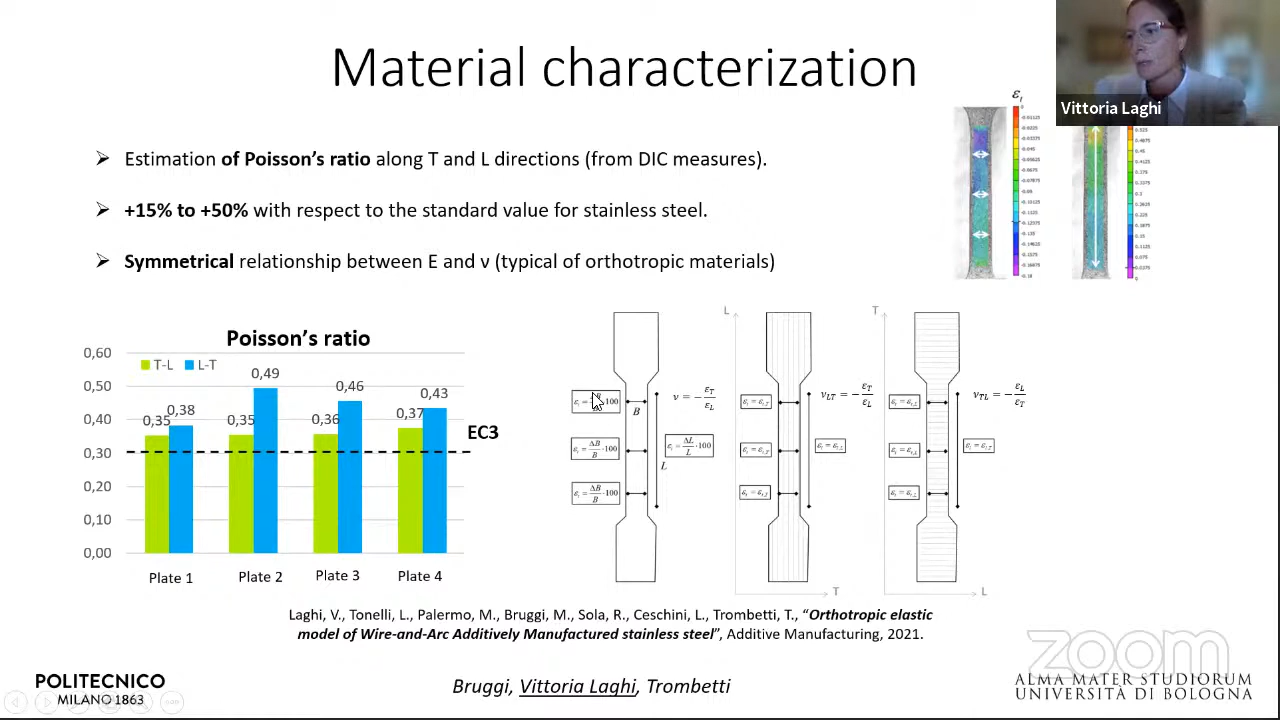 Material characterization
Vittoria Laghi
➢ Estimation of Poisson's ratio along T and L directions (from DIC measures).
➢ +15% to +50% with respect to the standard value for stainless steel.
➢ Symmetrical relationship between E and ν (typical of orthotropic materials)
Poisson's ratio
T-L L-T
0,60
0,50
0,40
0,30
0,20
0,10
0,00
0,35 0,38
0,35 0,49
0,36 0,46
0,37 0,43
EC3
Plate 1 Plate 2 Plate 3 Plate 4
B
L
L
T
T
L
Laghi, V., Tonelli, L., Palermo, M., Bruggi, M., Sola, R., Ceschini, L., Trombetti, T., “Orthotropic elastic
model of Wire-and-Arc Additively Manufactured stainless steel”, Additive Manufacturing, 2021.
zoom
POLITECNICO
MILANO 1863
Bruggi, Vittoria Laghi, Trombetti
ALMA MATER STUDIORUM
UNIVERSITÀ DI BOLOGNA